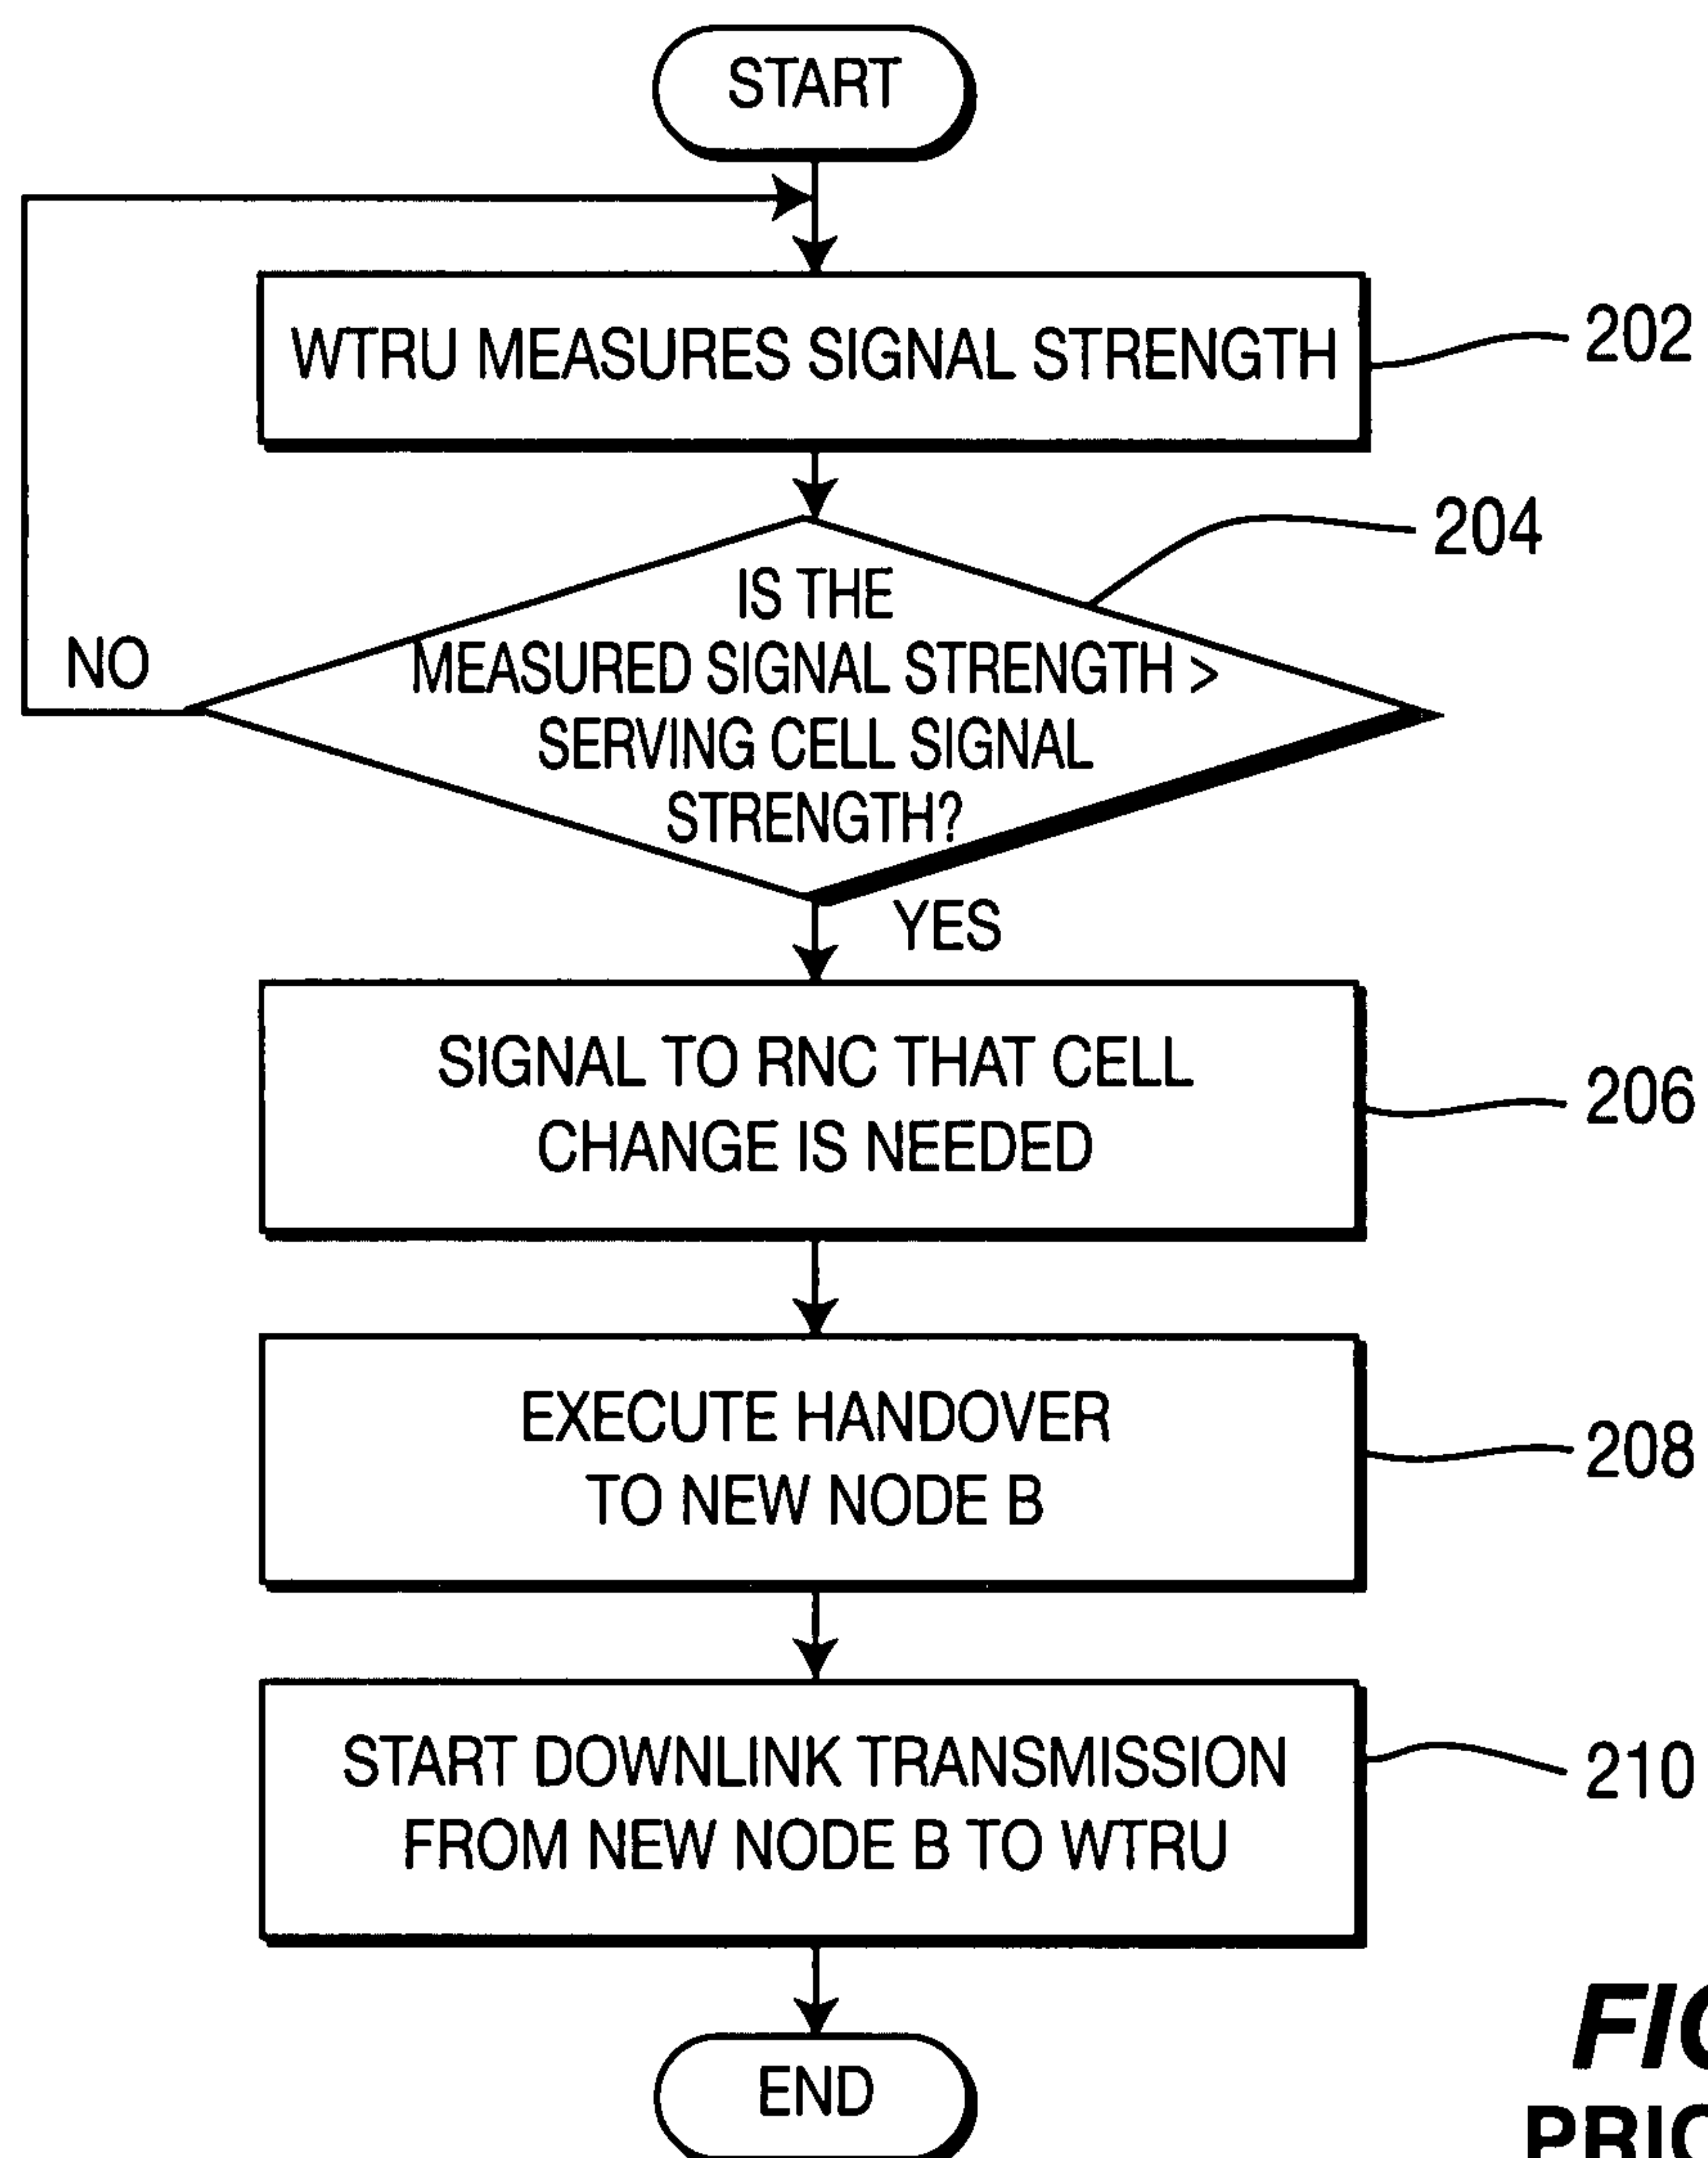 START
WTRU MEASURES SIGNAL STRENGTH
202
204
IS THE
MEASURED SIGNAL STRENGTH >
SERVING CELL SIGNAL
STRENGTH?
NO
YES
SIGNAL TO RNC THAT CELL
CHANGE IS NEEDED
206
EXECUTE HANDOVER
TO NEW NODE B
208
START DOWNLINK TRANSMISSION
FROM NEW NODE B TO WTRU
210
END